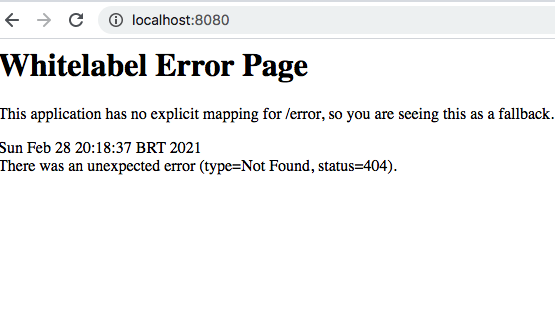 localhost:8080
Whitelabel Error Page
This application has no explicit mapping for /error, so you are seeing this as a fallback.
Sun Feb 28 20:18:37 BRT 2021
There was an unexpected error (type=Not Found, status=404).